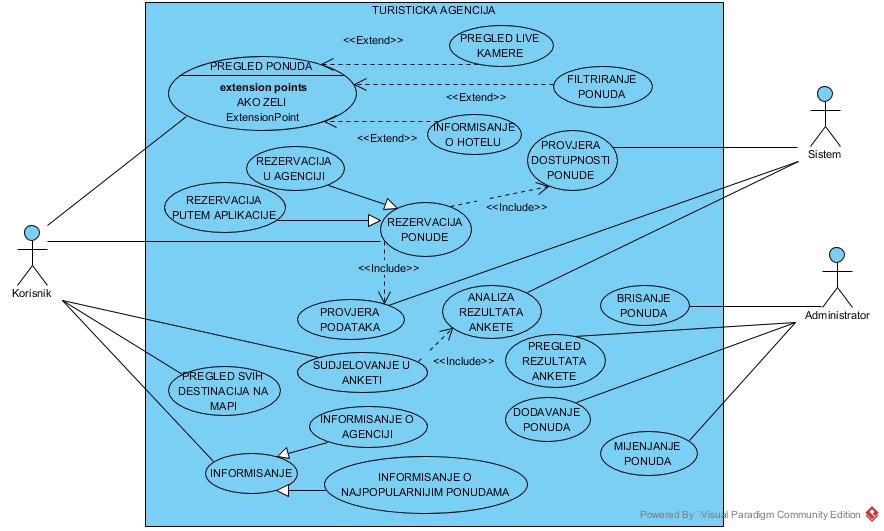 TURISTICKA AGENCIJA
<<Extend>>
PREGLED LIVE
KAMERE
PREGLED PONUDA
extension points
AKO ZELI
ExtensionPoint
FILTRIRANJE
PONUDA
<<Extend>>
INFORMISANJE
O HOTELU
<<Extend>>
PROVJERA
DOSTUPNOSTI
PONUDE
Sistem
REZERVACIJA
U AGENCIJI
REZERVACIJA
PUTEM APLIKACIJE
<<Include>>
REZERVACIJA
PONUDE
<<Include>>
Korisnik
PROVJERA
PODATAKA
ANALIZA
REZULTATA
ANKETE
BRISANJE
PONUDA
Administrator
<<Include>>
SUDJELOVANJE U
ANKETI
PREGLED
REZULTATA
ANKETE
PREGLED SVIH
DESTINACIJA NA
MAPI
DODAVANJE
PONUDA
INFORMISANJE O
AGENCIJI
MIJENJANJE
PONUDA
INFORMISANJE
INFORMISANJE O
NAJPOPULARNIJIM PONUDAMA
Powered By Visual Paradigm Community Edition